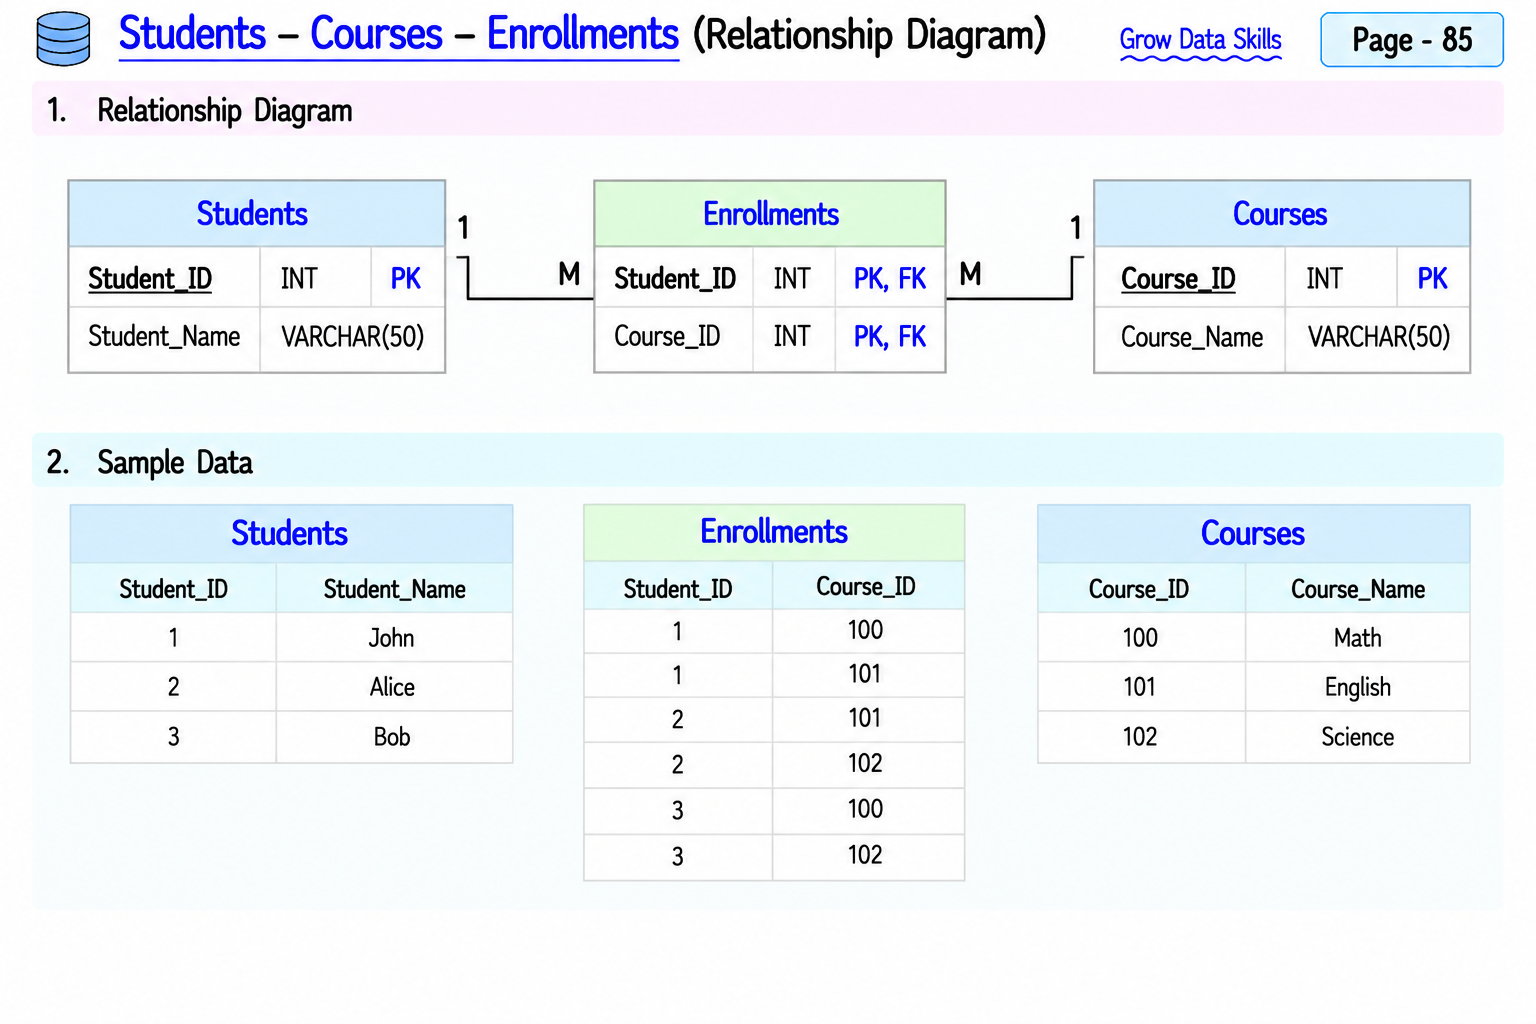 Students – Courses – Enrollments (Relationship Diagram)
Grow Data Skills
Page - 85
1. Relationship Diagram
Students
Student_ID INT PK
Student_Name VARCHAR(50)
1
M
Enrollments
Student_ID INT PK, FK
Course_ID INT PK, FK
M
1
Courses
Course_ID INT PK
Course_Name VARCHAR(50)
2. Sample Data
Students
Student_ID Student_Name
1 John
2 Alice
3 Bob
Enrollments
Student_ID Course_ID
1 100
1 101
2 101
2 102
3 100
3 102
Courses
Course_ID Course_Name
100 Math
101 English
102 Science